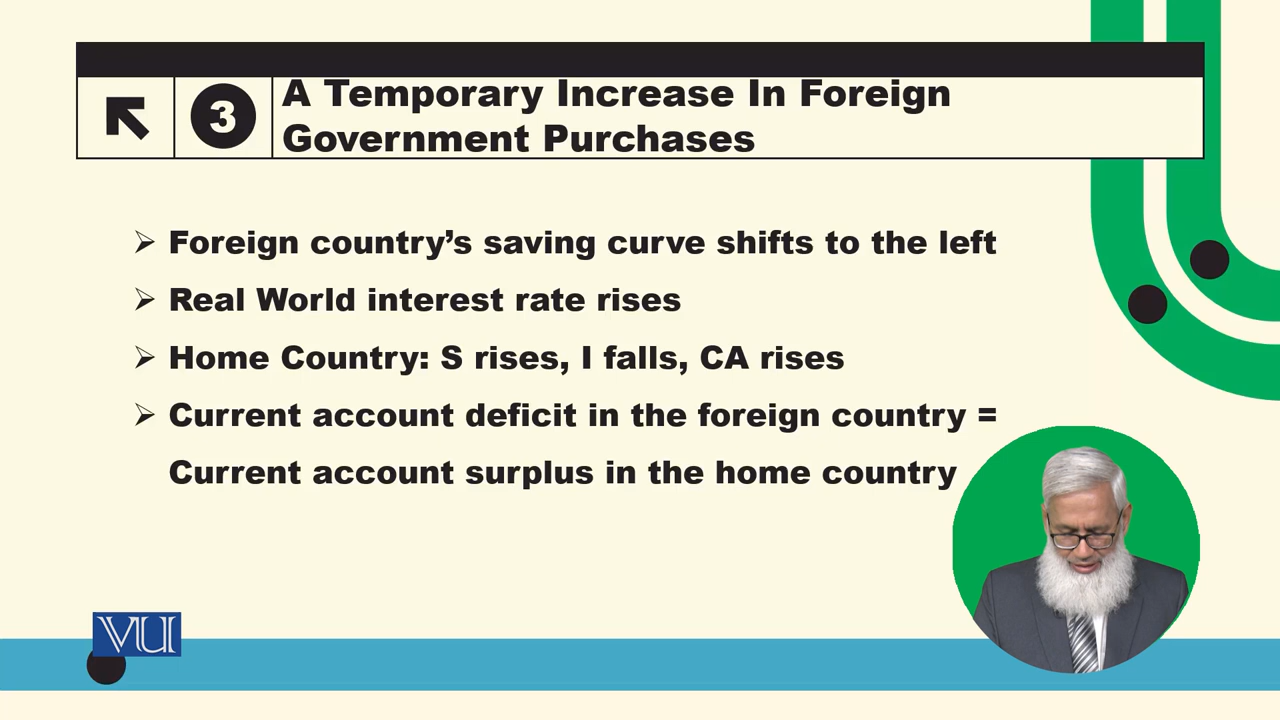 3
A Temporary Increase In Foreign
Government Purchases
Foreign country’s saving curve shifts to the left
Real World interest rate rises
Home Country: S rises, I falls, CA rises
Current account deficit in the foreign country =
Current account surplus in the home country
VU